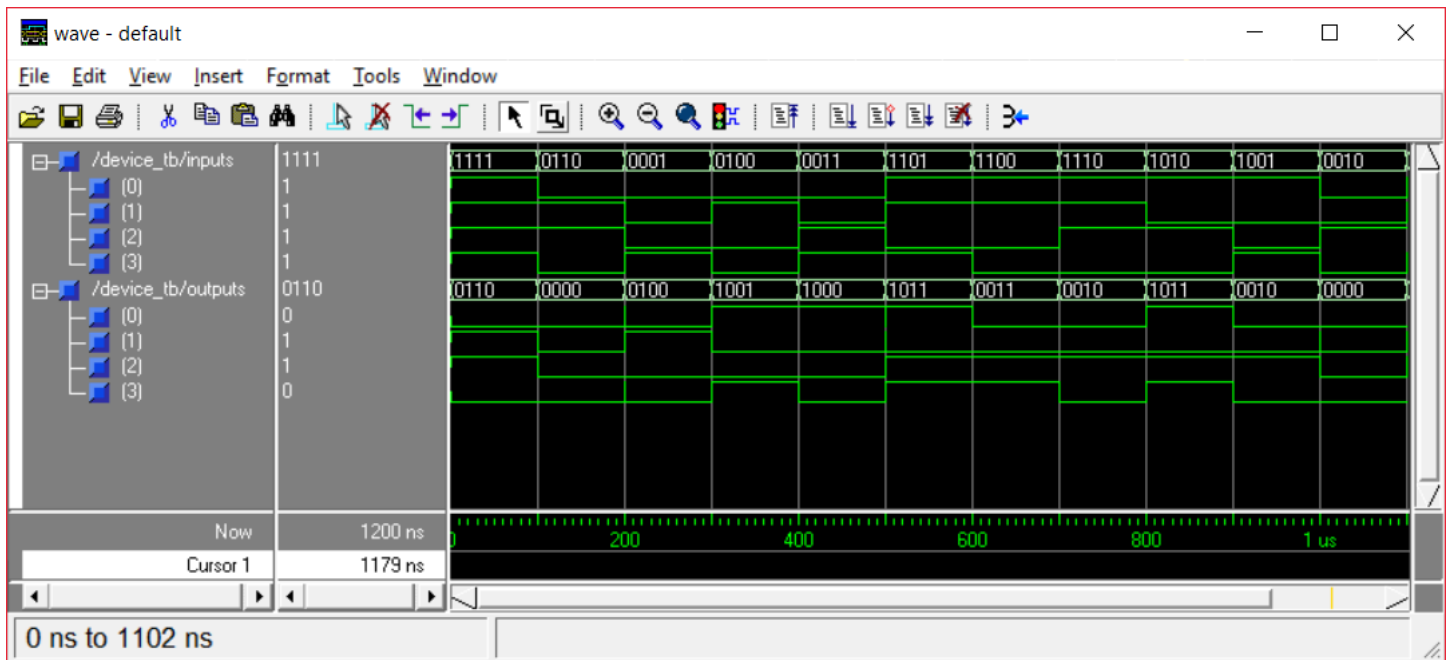 wave - default
File Edit View Insert Format Tools Window
/device_tb/inputs 1111 1111 0110 0001 0100 0011 1101 1100 1110 1010 1001 0010
(0) 1
(1) 1
(2) 1
(3) 1
/device_tb/outputs 0110 0110 0000 0100 1001 1000 1011 0011 0010 1011 0010 0000
(0) 0
(1) 1
(2) 1
(3) 0
Now 1200 ns 200 400 600 800 1 us
Cursor 1 1179 ns
0 ns to 1102 ns